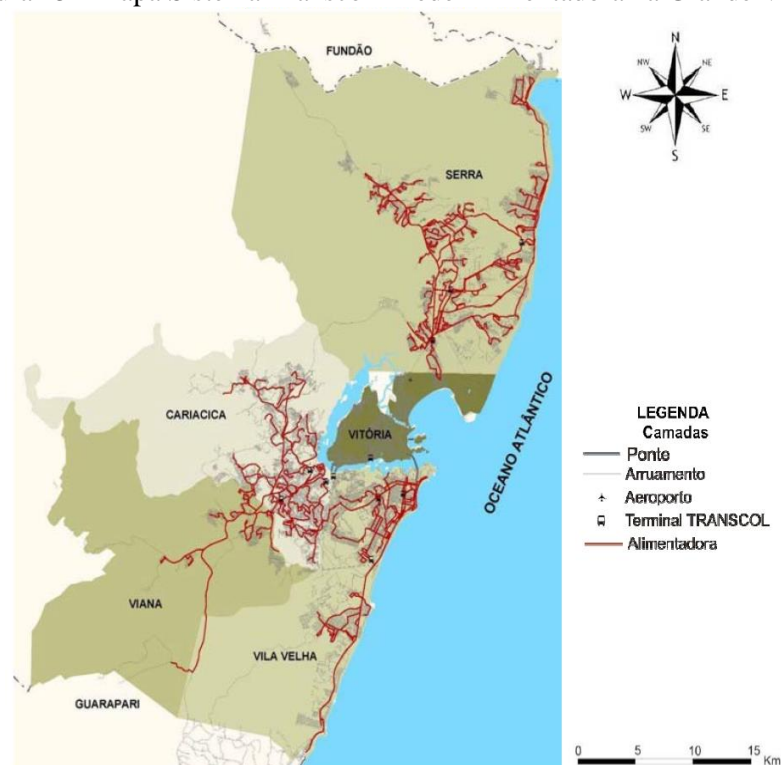 FUNDÃO
N
NW NE
W E
SW SE
S
SERRA
CARIACICA
VITÓRIA
OCEANO ATLÂNTICO
VIANA
VILA VELHA
GUARAPARI
LEGENDA
Camadas
Ponte
Arruamento
Aeroporto
Terminal TRANSCOL
Alimentadora
0 5 10 15
Km